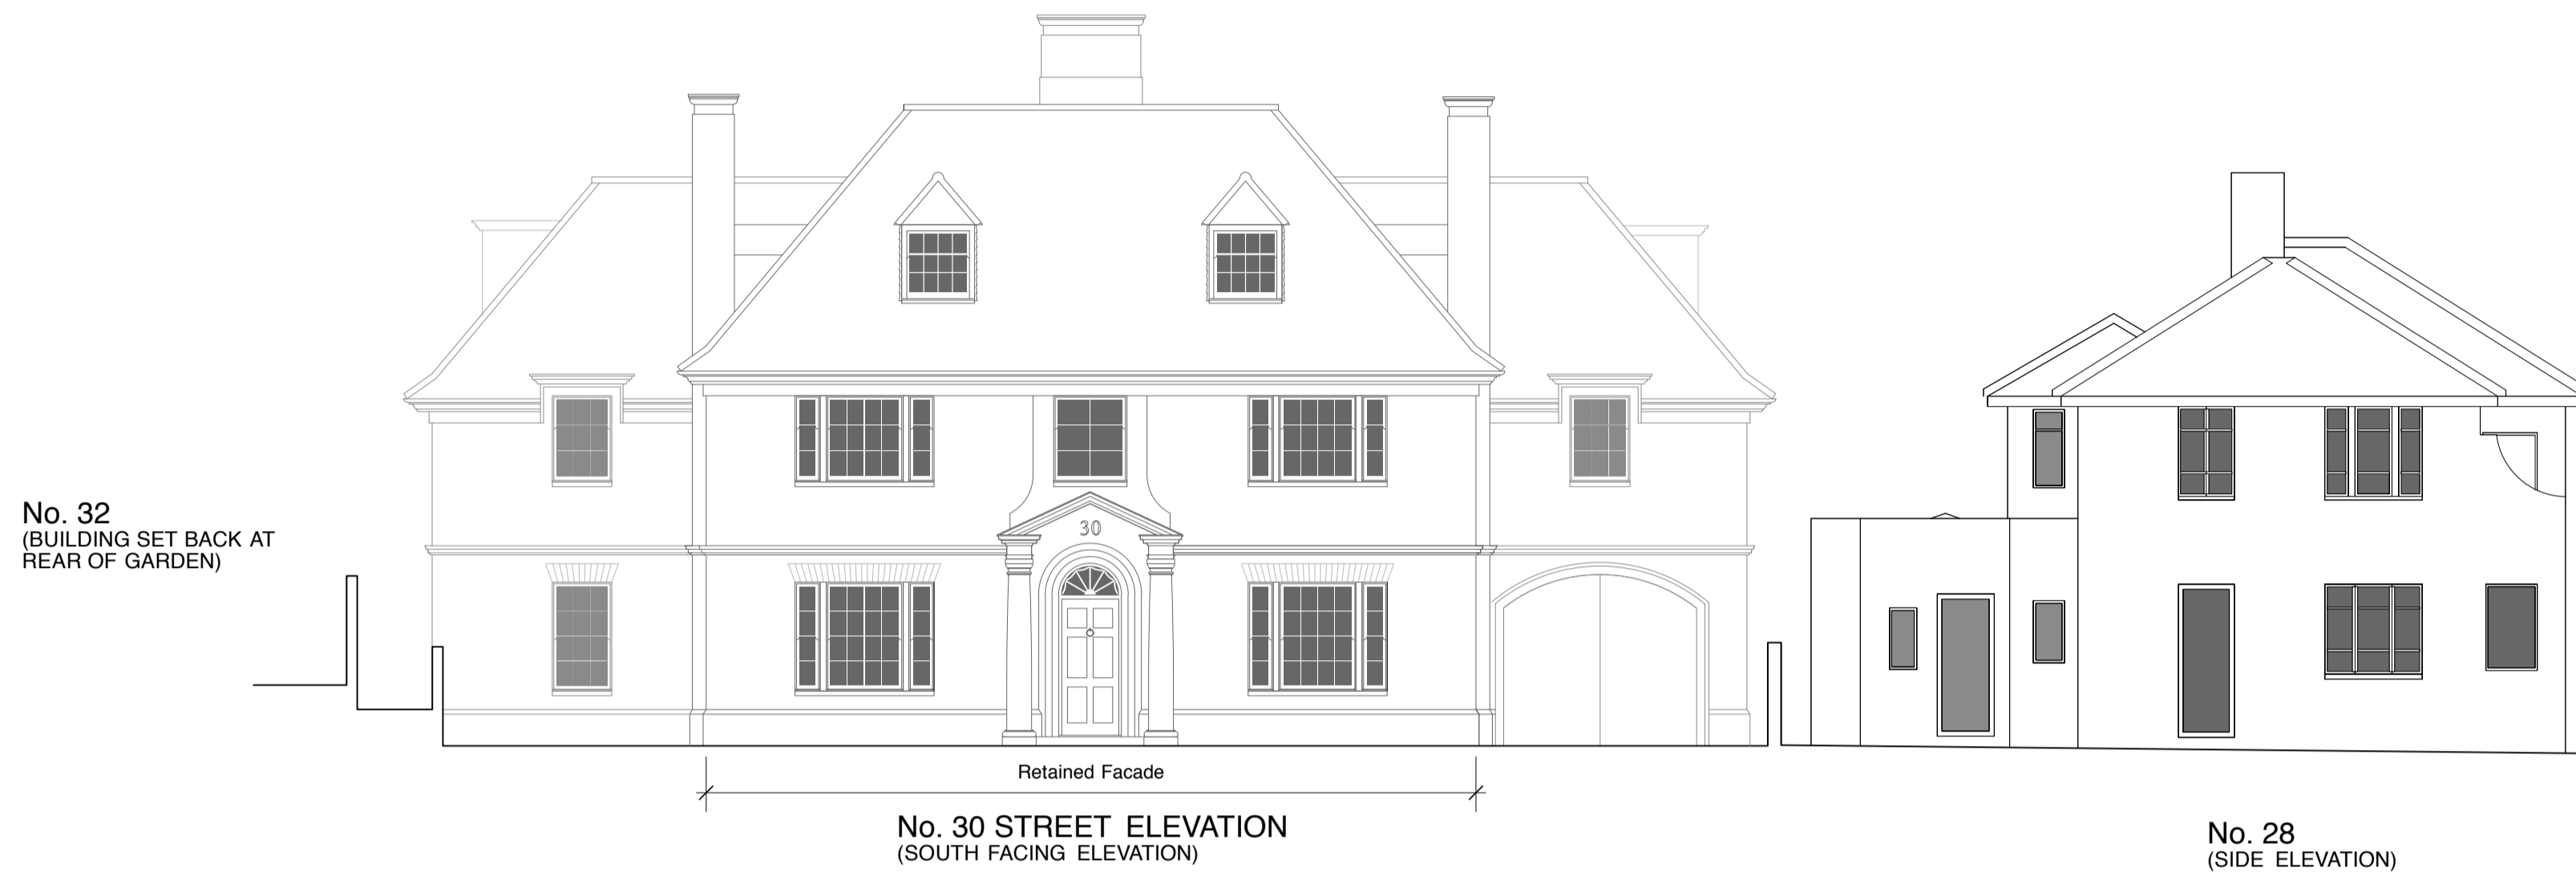 No. 32
(BUILDING SET BACK AT
REAR OF GARDEN)
30
Retained Facade
No. 30 STREET ELEVATION
(SOUTH FACING ELEVATION)
No. 28
(SIDE ELEVATION)